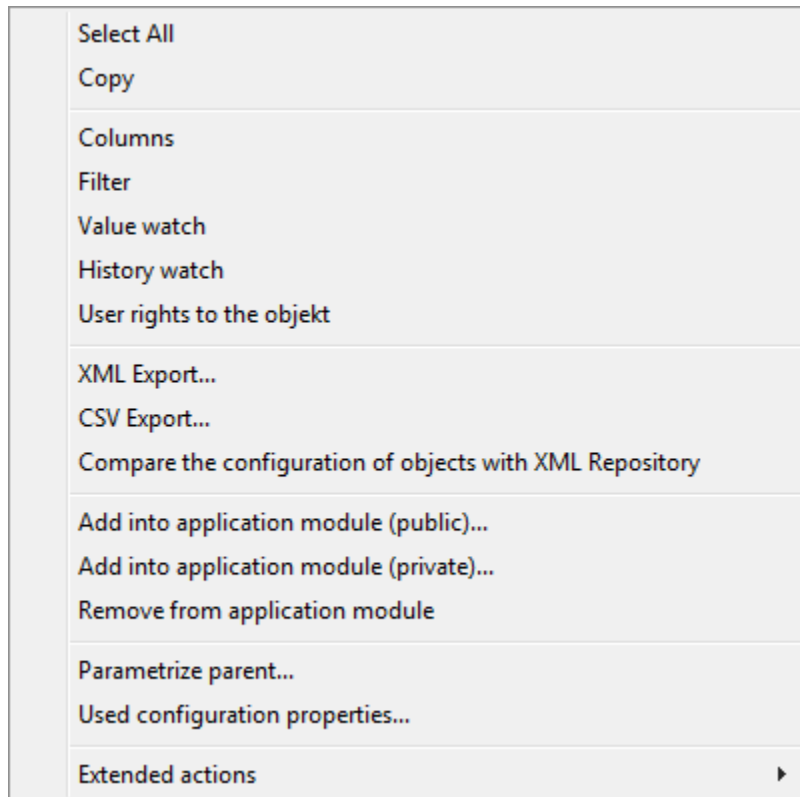 Select All
Copy
Columns
Filter
Value watch
History watch
User rights to the objekt
XML Export...
CSV Export...
Compare the configuration of objects with XML Repository
Add into application module (public)...
Add into application module (private)...
Remove from application module
Parametrize parent...
Used configuration properties...
Extended actions